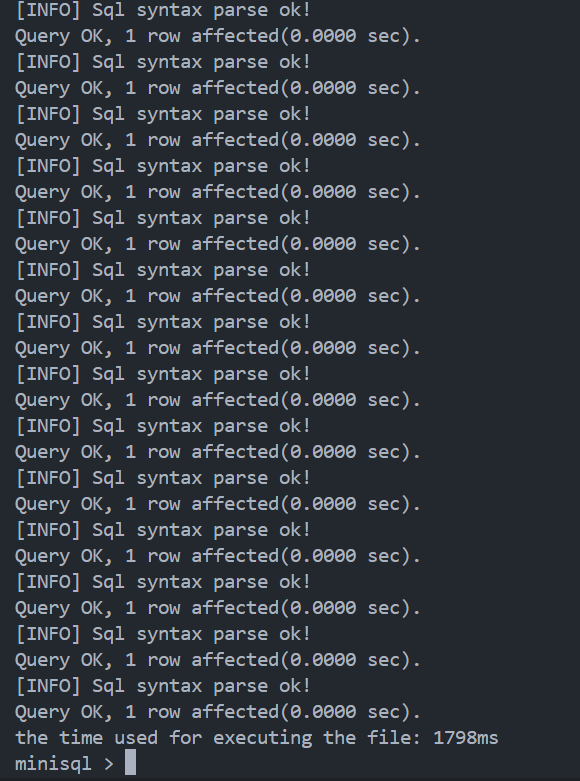 [INFO] Sql syntax parse ok!
Query OK, 1 row affected(0.0000 sec).
[INFO] Sql syntax parse ok!
Query OK, 1 row affected(0.0000 sec).
[INFO] Sql syntax parse ok!
Query OK, 1 row affected(0.0000 sec).
[INFO] Sql syntax parse ok!
Query OK, 1 row affected(0.0000 sec).
[INFO] Sql syntax parse ok!
Query OK, 1 row affected(0.0000 sec).
[INFO] Sql syntax parse ok!
Query OK, 1 row affected(0.0000 sec).
[INFO] Sql syntax parse ok!
Query OK, 1 row affected(0.0000 sec).
[INFO] Sql syntax parse ok!
Query OK, 1 row affected(0.0000 sec).
[INFO] Sql syntax parse ok!
Query OK, 1 row affected(0.0000 sec).
[INFO] Sql syntax parse ok!
Query OK, 1 row affected(0.0000 sec).
[INFO] Sql syntax parse ok!
Query OK, 1 row affected(0.0000 sec).
[INFO] Sql syntax parse ok!
Query OK, 1 row affected(0.0000 sec).
[INFO] Sql syntax parse ok!
Query OK, 1 row affected(0.0000 sec).
[INFO] Sql syntax parse ok!
Query OK, 1 row affected(0.0000 sec).
the time used for executing the file: 1798ms
minisql >